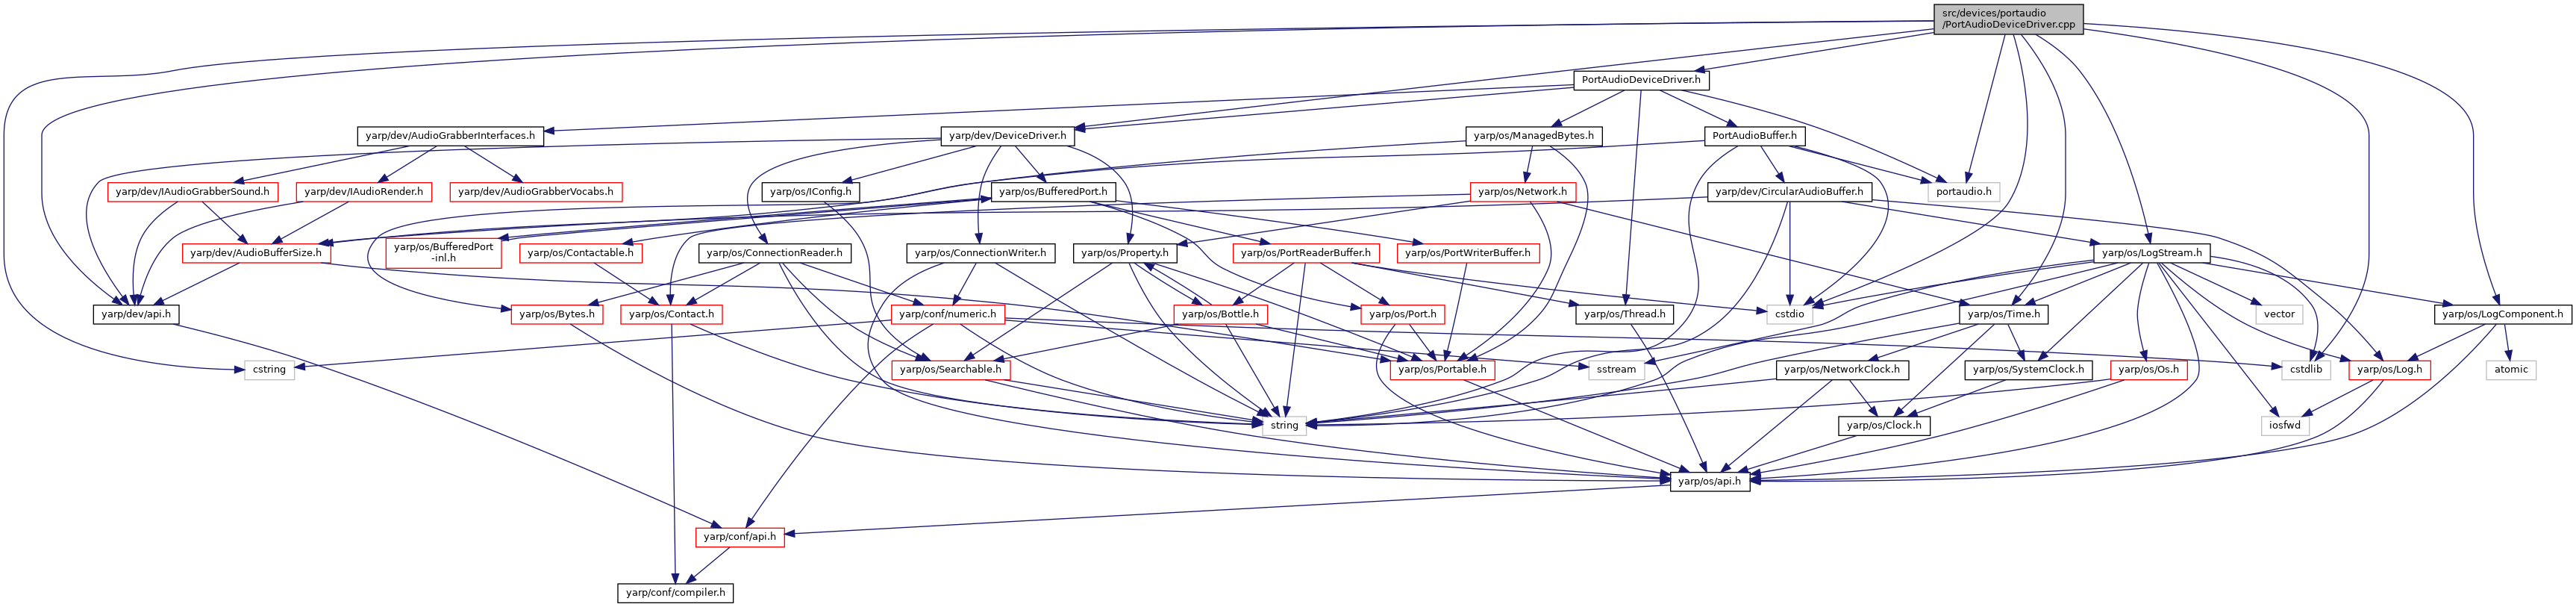 src/devices/portaudio
/PortAudioDeviceDriver.cpp
PortAudioDeviceDriver.h
yarp/dev/AudioGrabberInterfaces.h
yarp/dev/DeviceDriver.h
yarp/os/ManagedBytes.h
PortAudioBuffer.h
yarp/dev/IAudioGrabberSound.h
yarp/dev/IAudioRender.h
yarp/dev/AudioGrabberVocabs.h
yarp/os/IConfig.h
yarp/os/BufferedPort.h
yarp/os/Network.h
yarp/dev/CircularAudioBuffer.h
portaudio.h
yarp/dev/AudioBufferSize.h
yarp/os/BufferedPort
-inl.h
yarp/os/Contactable.h
yarp/os/ConnectionReader.h
yarp/os/ConnectionWriter.h
yarp/os/Property.h
yarp/os/PortReaderBuffer.h
yarp/os/PortWriterBuffer.h
yarp/os/LogStream.h
yarp/dev/api.h
yarp/os/Bytes.h
yarp/os/Contact.h
yarp/conf/numeric.h
yarp/os/Bottle.h
yarp/os/Port.h
yarp/os/Thread.h
cstdio
yarp/os/Time.h
vector
yarp/os/LogComponent.h
cstring
yarp/os/Searchable.h
yarp/os/Portable.h
sstream
yarp/os/NetworkClock.h
yarp/os/SystemClock.h
yarp/os/Os.h
cstdlib
yarp/os/Log.h
atomic
string
yarp/os/Clock.h
iosfwd
yarp/os/api.h
yarp/conf/api.h
yarp/conf/compiler.h